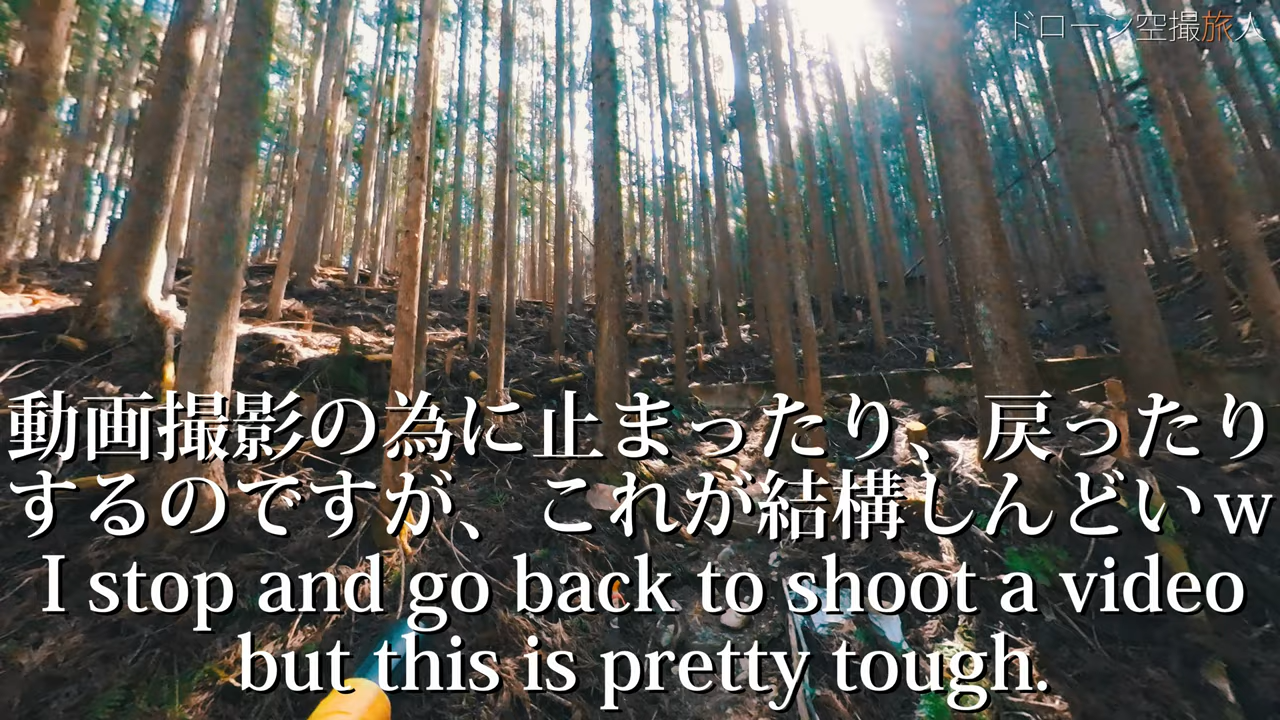 ドローン空撮旅人
動画撮影の為に止まったり、戻ったり
するのですが、これが結構しんどいｗ
I stop and go back to shoot a video
but this is pretty tough.